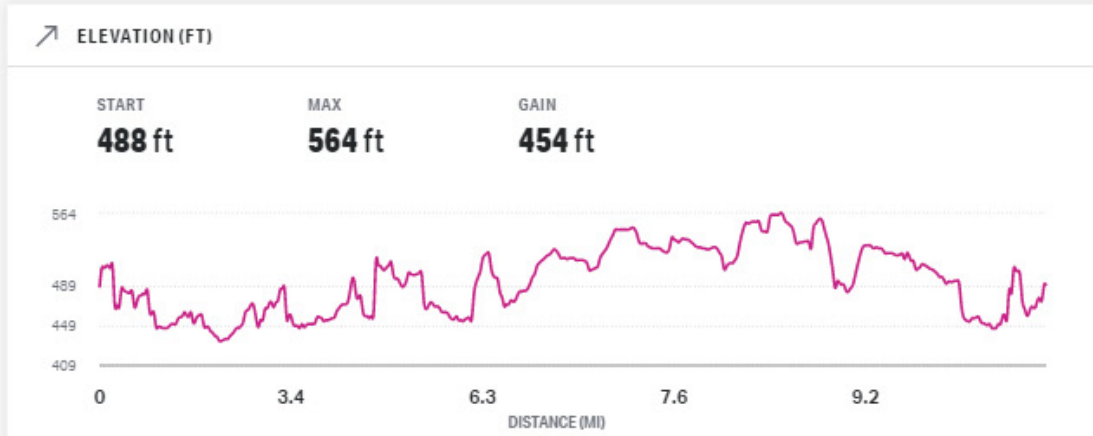 ELEVATION (FT)
START MAX GAIN
488 ft 564 ft 454 ft
564
489
449
409
0 3.4 6.3 7.6 9.2
DISTANCE (MI)